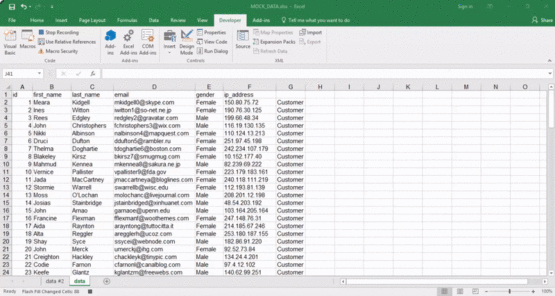 MOCK_DATA.xlsx - Excel
Sign in
File Home Insert Page Layout Formulas Data Review View Developer Add-ins Tell me what you want to do Share
Visual Basic Macros Stop Recording Use Relative References Macro Security
Add-ins Excel Add-ins COM Add-ins
Insert Design Mode Properties View Code Run Dialog
Source Map Properties Expansion Packs Refresh Data Import Export
Code Add-ins Controls XML
J41
A B C D E F G H I J K L M N O
1 id first_name last_name email gender ip_address
2 1 Meara Kidgell mkidgell0@skype.com Female 150.80.75.72 Customer
3 2 Ines Witton iwitton1@so-net.ne.jp Female 190.76.30.125 Customer
4 3 Rees Edgley redgley2@gravatar.com Male 199.66.48.34 Customer
5 4 John Christophers fchristophers3@wix.com Male 116.19.130.135 Customer
6 5 Nikki Albinson nalbinson4@mapquest.com Female 110.124.13.213 Customer
7 6 Druci Dufton ddufton5@rambler.ru Female 251.97.45.198 Customer
8 7 Thelma Doghartie tdoghartie6@boston.com Female 242.234.107.179 Customer
9 8 Blakeley Kirsz bkirsz7@smugmug.com Female 10.152.177.40 Customer
10 9 Mahmud Kennea mkennea8@sakura.ne.jp Male 82.239.69.222 Customer
11 10 Vernice Pallister vpallister9@fda.gov Female 223.179.183.161 Customer
12 11 Jada MacCartney jmaccartneya@bloglines.com Female 240.118.111.219 Customer
13 12 Stormie Warrell swarrellb@wisc.edu Female 112.193.81.139 Customer
14 13 Moss O'Lochan molochanc@livejournal.com Male 208.201.12.198 Customer
15 14 Josias Stainbridge jstainbridged@xinhuanet.com Male 48.54.203.192 Customer
16 15 John Amao Male 103.164.205.164 Customer
17 16 Francine Flexman fflexmanf@woothemes.com Female 247.148.76.31 Customer
18 17 Aida Raynton arayntong@tuttocitta.it Female 214.185.67.246 Customer
19 18 Alta Reggler aregglerh@ucoz.com Female 253.180.187.155 Customer
20 19 Shay Syce ssycei@webnode.com Male 182.86.91.220 Customer
21 20 John Merck umerckj@hg.com Female 92.52.73.84 Customer
22 21 Creighton Hackley chackleyk@tinypic.com Male 134.24.4.201 Customer
23 22 Codie Farnon cfarnonl@canalblog.com Male 97.4.12.102 Customer
24 23 Keefe Glantz kglantzm@freewebs.com Male 140.62.99.251 Customer
data #2 data
Ready Flash Fill Changed Cells: 86 100%